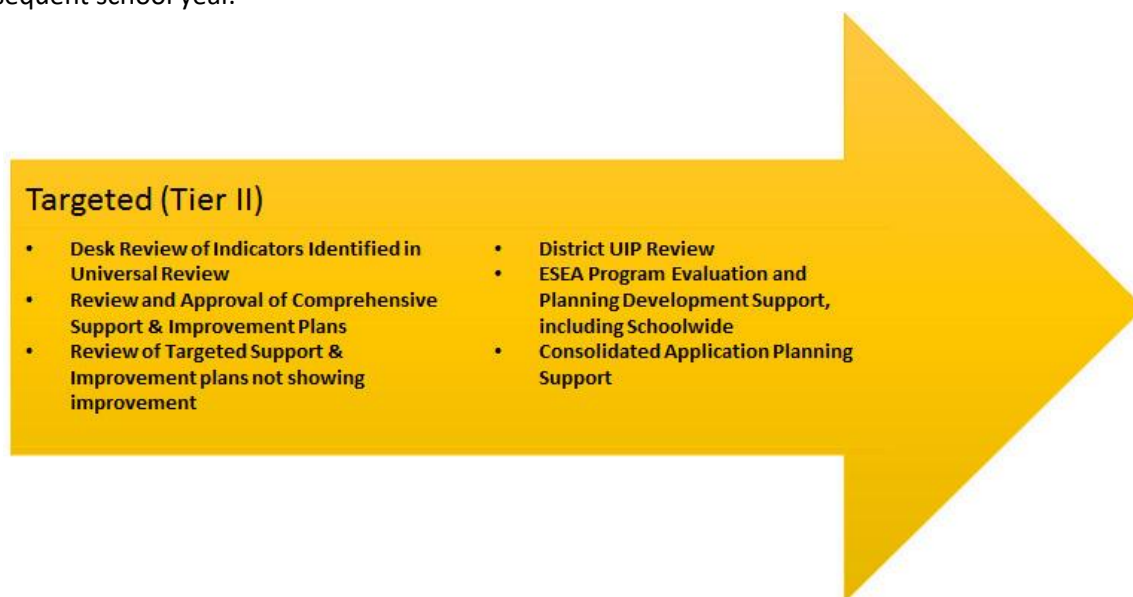 sequent school year.
Targeted (Tier II)
• Desk Review of Indicators Identified in
Universal Review
• Review and Approval of Comprehensive
Support & Improvement Plans
• Review of Targeted Support &
Improvement plans not showing
improvement
• District UIP Review
• ESEA Program Evaluation and
Planning Development Support,
including Schoolwide
• Consolidated Application Planning
Support